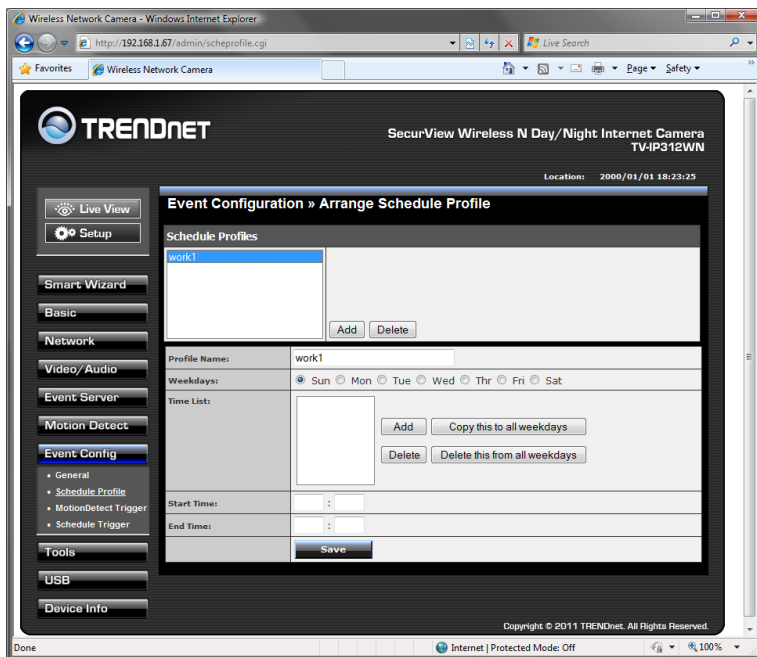 Wireless Network Camera - Windows Internet Explorer
http://192.168.1.67/admin/scheprofile.cgi
Live Search
Favorites
Wireless Network Camera
Page
Safety
»
TRENDnet
SecurView Wireless N Day/Night Internet Camera
TV-IP312WN
Location: 2000/01/01 18:23:25
Live View
Setup
Smart Wizard
Basic
Network
Video/Audio
Event Server
Motion Detect
Event Config
• General
• Schedule Profile
• MotionDetect Trigger
• Schedule Trigger
Tools
USB
Device Info
Event Configuration » Arrange Schedule Profile
Schedule Profiles
work1
Add Delete
Profile Name: work1
Weekdays: Sun Mon Tue Wed Thr Fri Sat
Time List:
Add Copy this to all weekdays
Delete Delete this from all weekdays
Start Time: :
End Time: :
Save
Copyright © 2011 TRENDnet. All Rights Reserved.
Done
Internet | Protected Mode: Off
100%